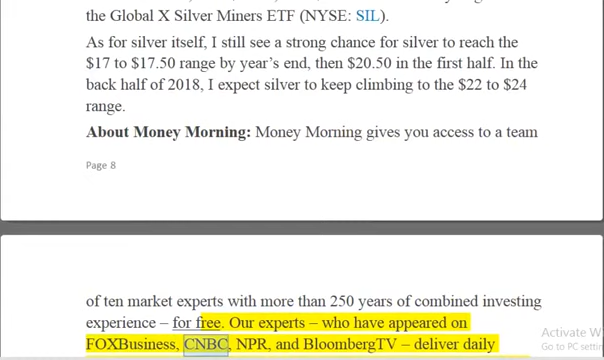 the Global X Silver Miners ETF (NYSE: SIL).
As for silver itself, I still see a strong chance for silver to reach the
$17 to $17.50 range by year’s end, then $20.50 in the first half. In the
back half of 2018, I expect silver to keep climbing to the $22 to $24
range.
About Money Morning: Money Morning gives you access to a team
Page 8
of ten market experts with more than 250 years of combined investing
experience – for free. Our experts – who have appeared on
FOXBusiness, CNBC, NPR, and BloombergTV – deliver daily
Activate W
Go to PC settin